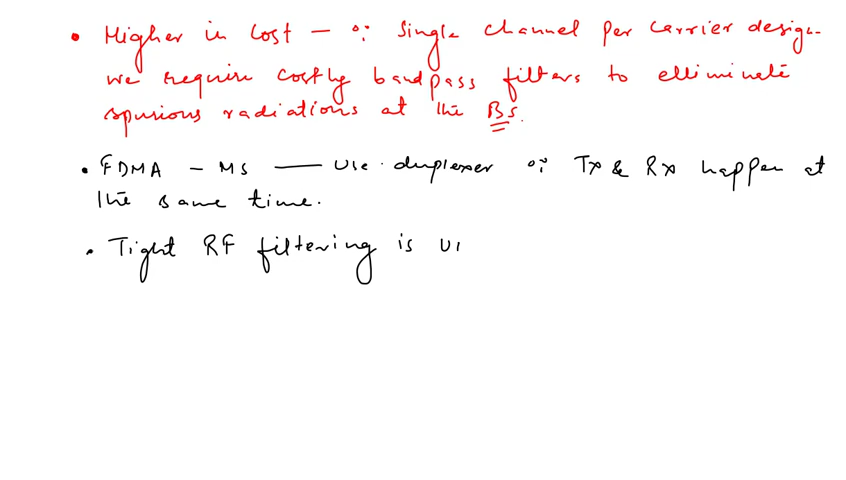 • Higher in Cost – ∵ Single channel per carrier design
we require costly bandpass filters to elliminate
spurious radiations at the BS.
• FDMA – MS — use duplexer ∵ Tx & Rx happen at
the same time.
• Tight RF filtering is u